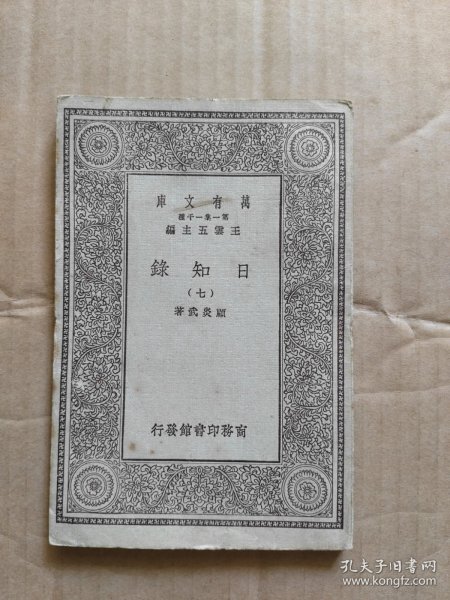 萬有文庫
第一集一千種
王雲五主編
日知錄
(七)
顧炎武著
商務印書館發行
孔夫子旧书网
www.kongfz.com